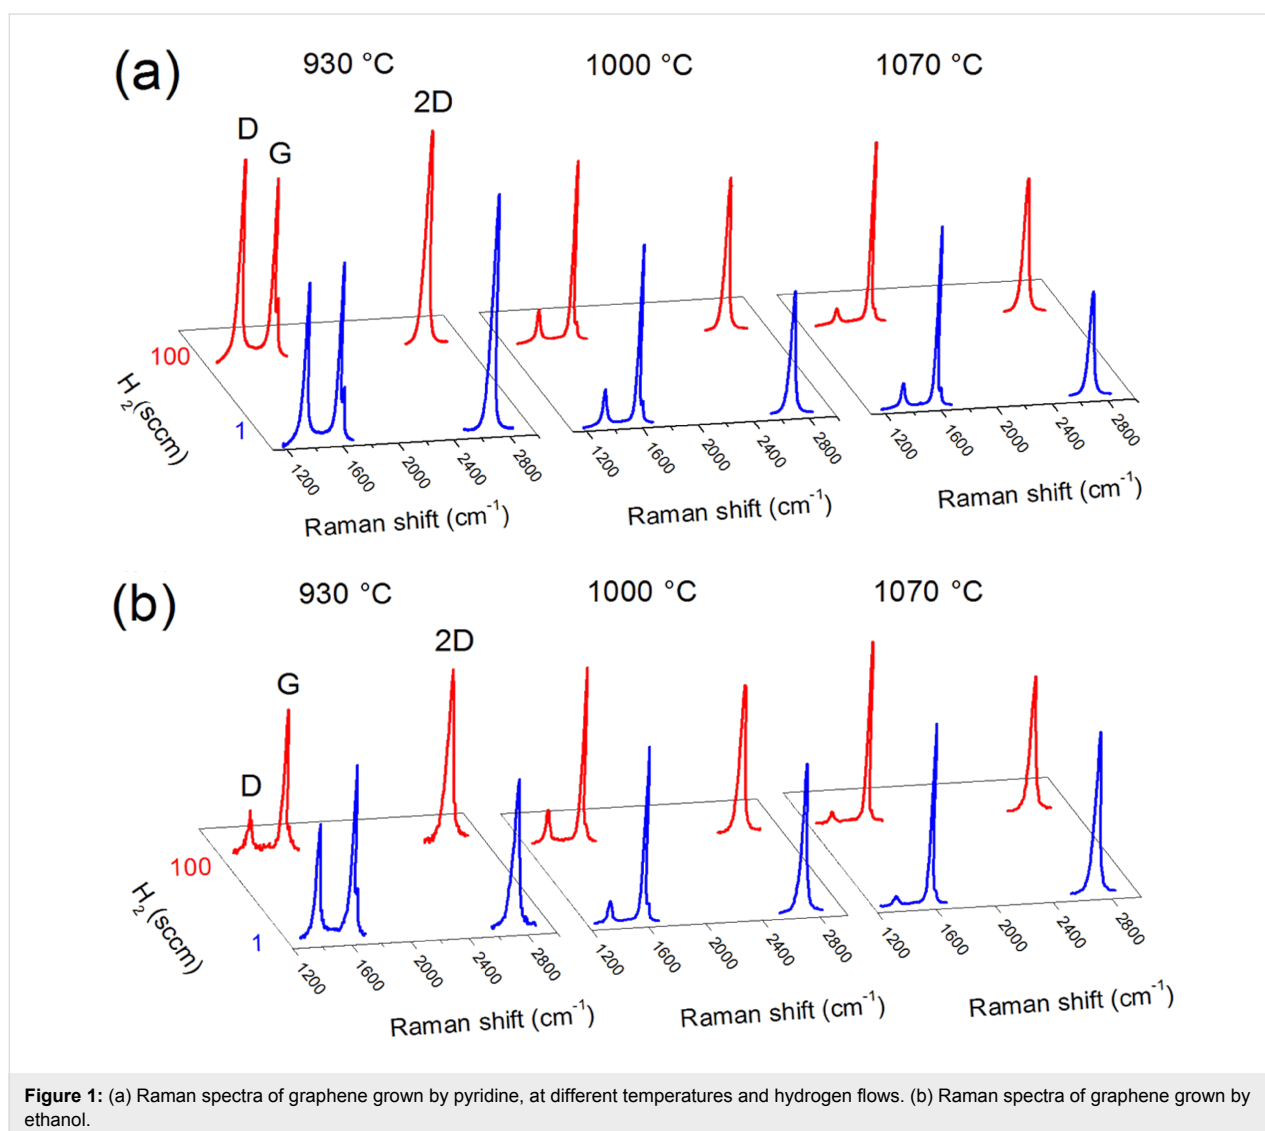 (a)
930 °C
1000 °C
1070 °C
D
G
2D
100
1
H2 (sccm)
1200
1600
2000
2400
2800
1200
1600
2000
2400
2800
1200
1600
2000
2400
2800
Raman shift (cm-1)
Raman shift (cm-1)
Raman shift (cm-1)
(b)
930 °C
1000 °C
1070 °C
D
G
2D
100
1
H2 (sccm)
1200
1600
2000
2400
2800
1200
1600
2000
2400
2800
1200
1600
2000
2400
2800
Raman shift (cm-1)
Raman shift (cm-1)
Raman shift (cm-1)
Figure 1: (a) Raman spectra of graphene grown by pyridine, at different temperatures and hydrogen flows. (b) Raman spectra of graphene grown by
ethanol.